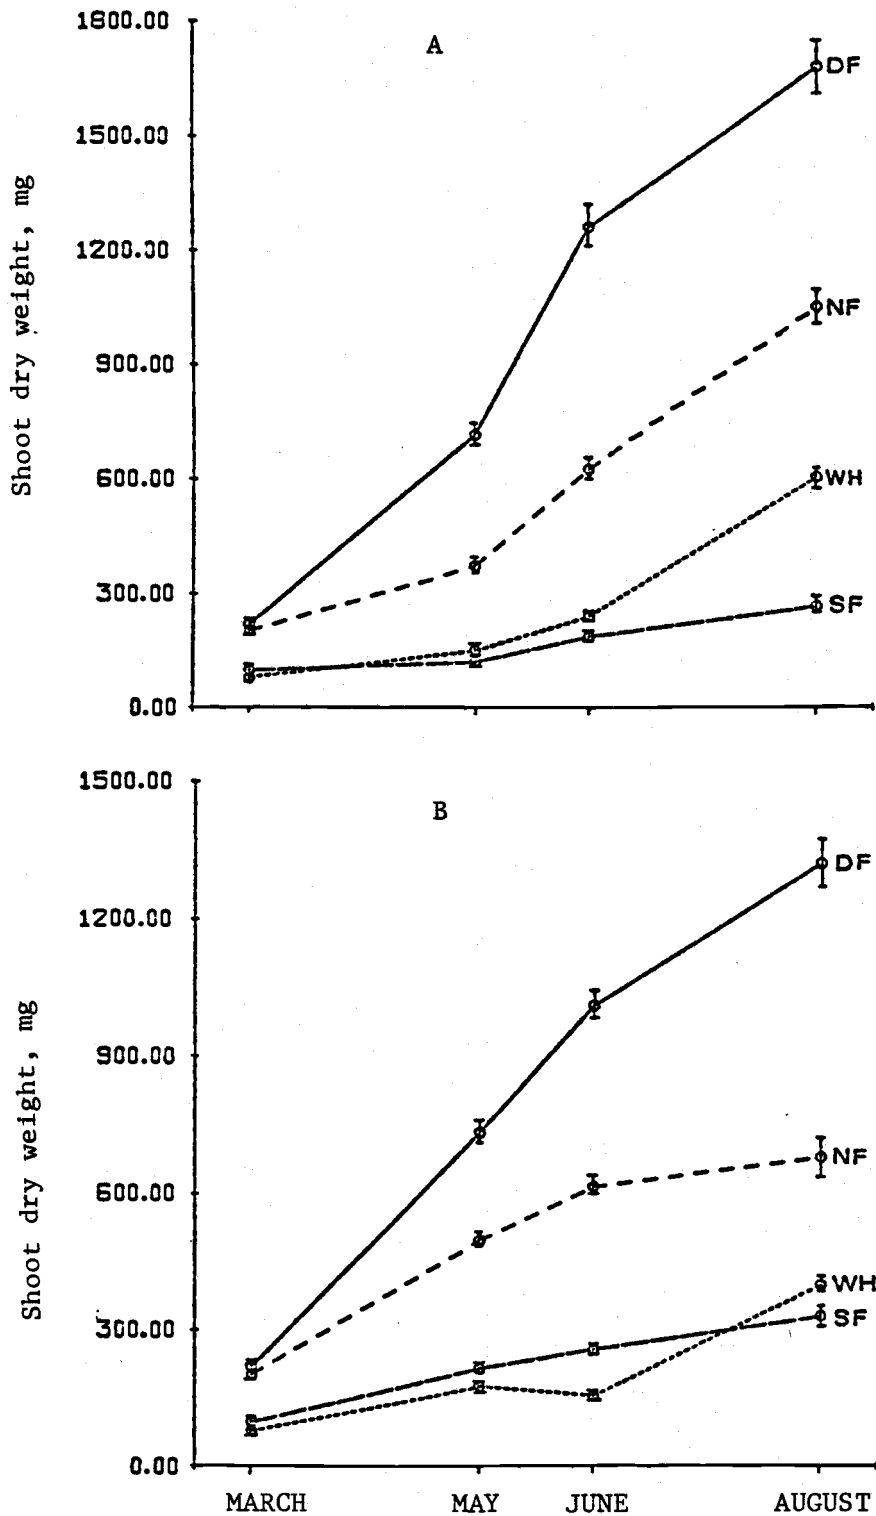 1800.00
A
DF
1500.00
1200.00
NF
900.00
600.00
WH
300.00
SF
0.00
Shoot dry weight, mg
1500.00
B
DF
1200.00
900.00
NF
600.00
WH
300.00
SF
0.00
Shoot dry weight, mg
MARCH MAY JUNE AUGUST